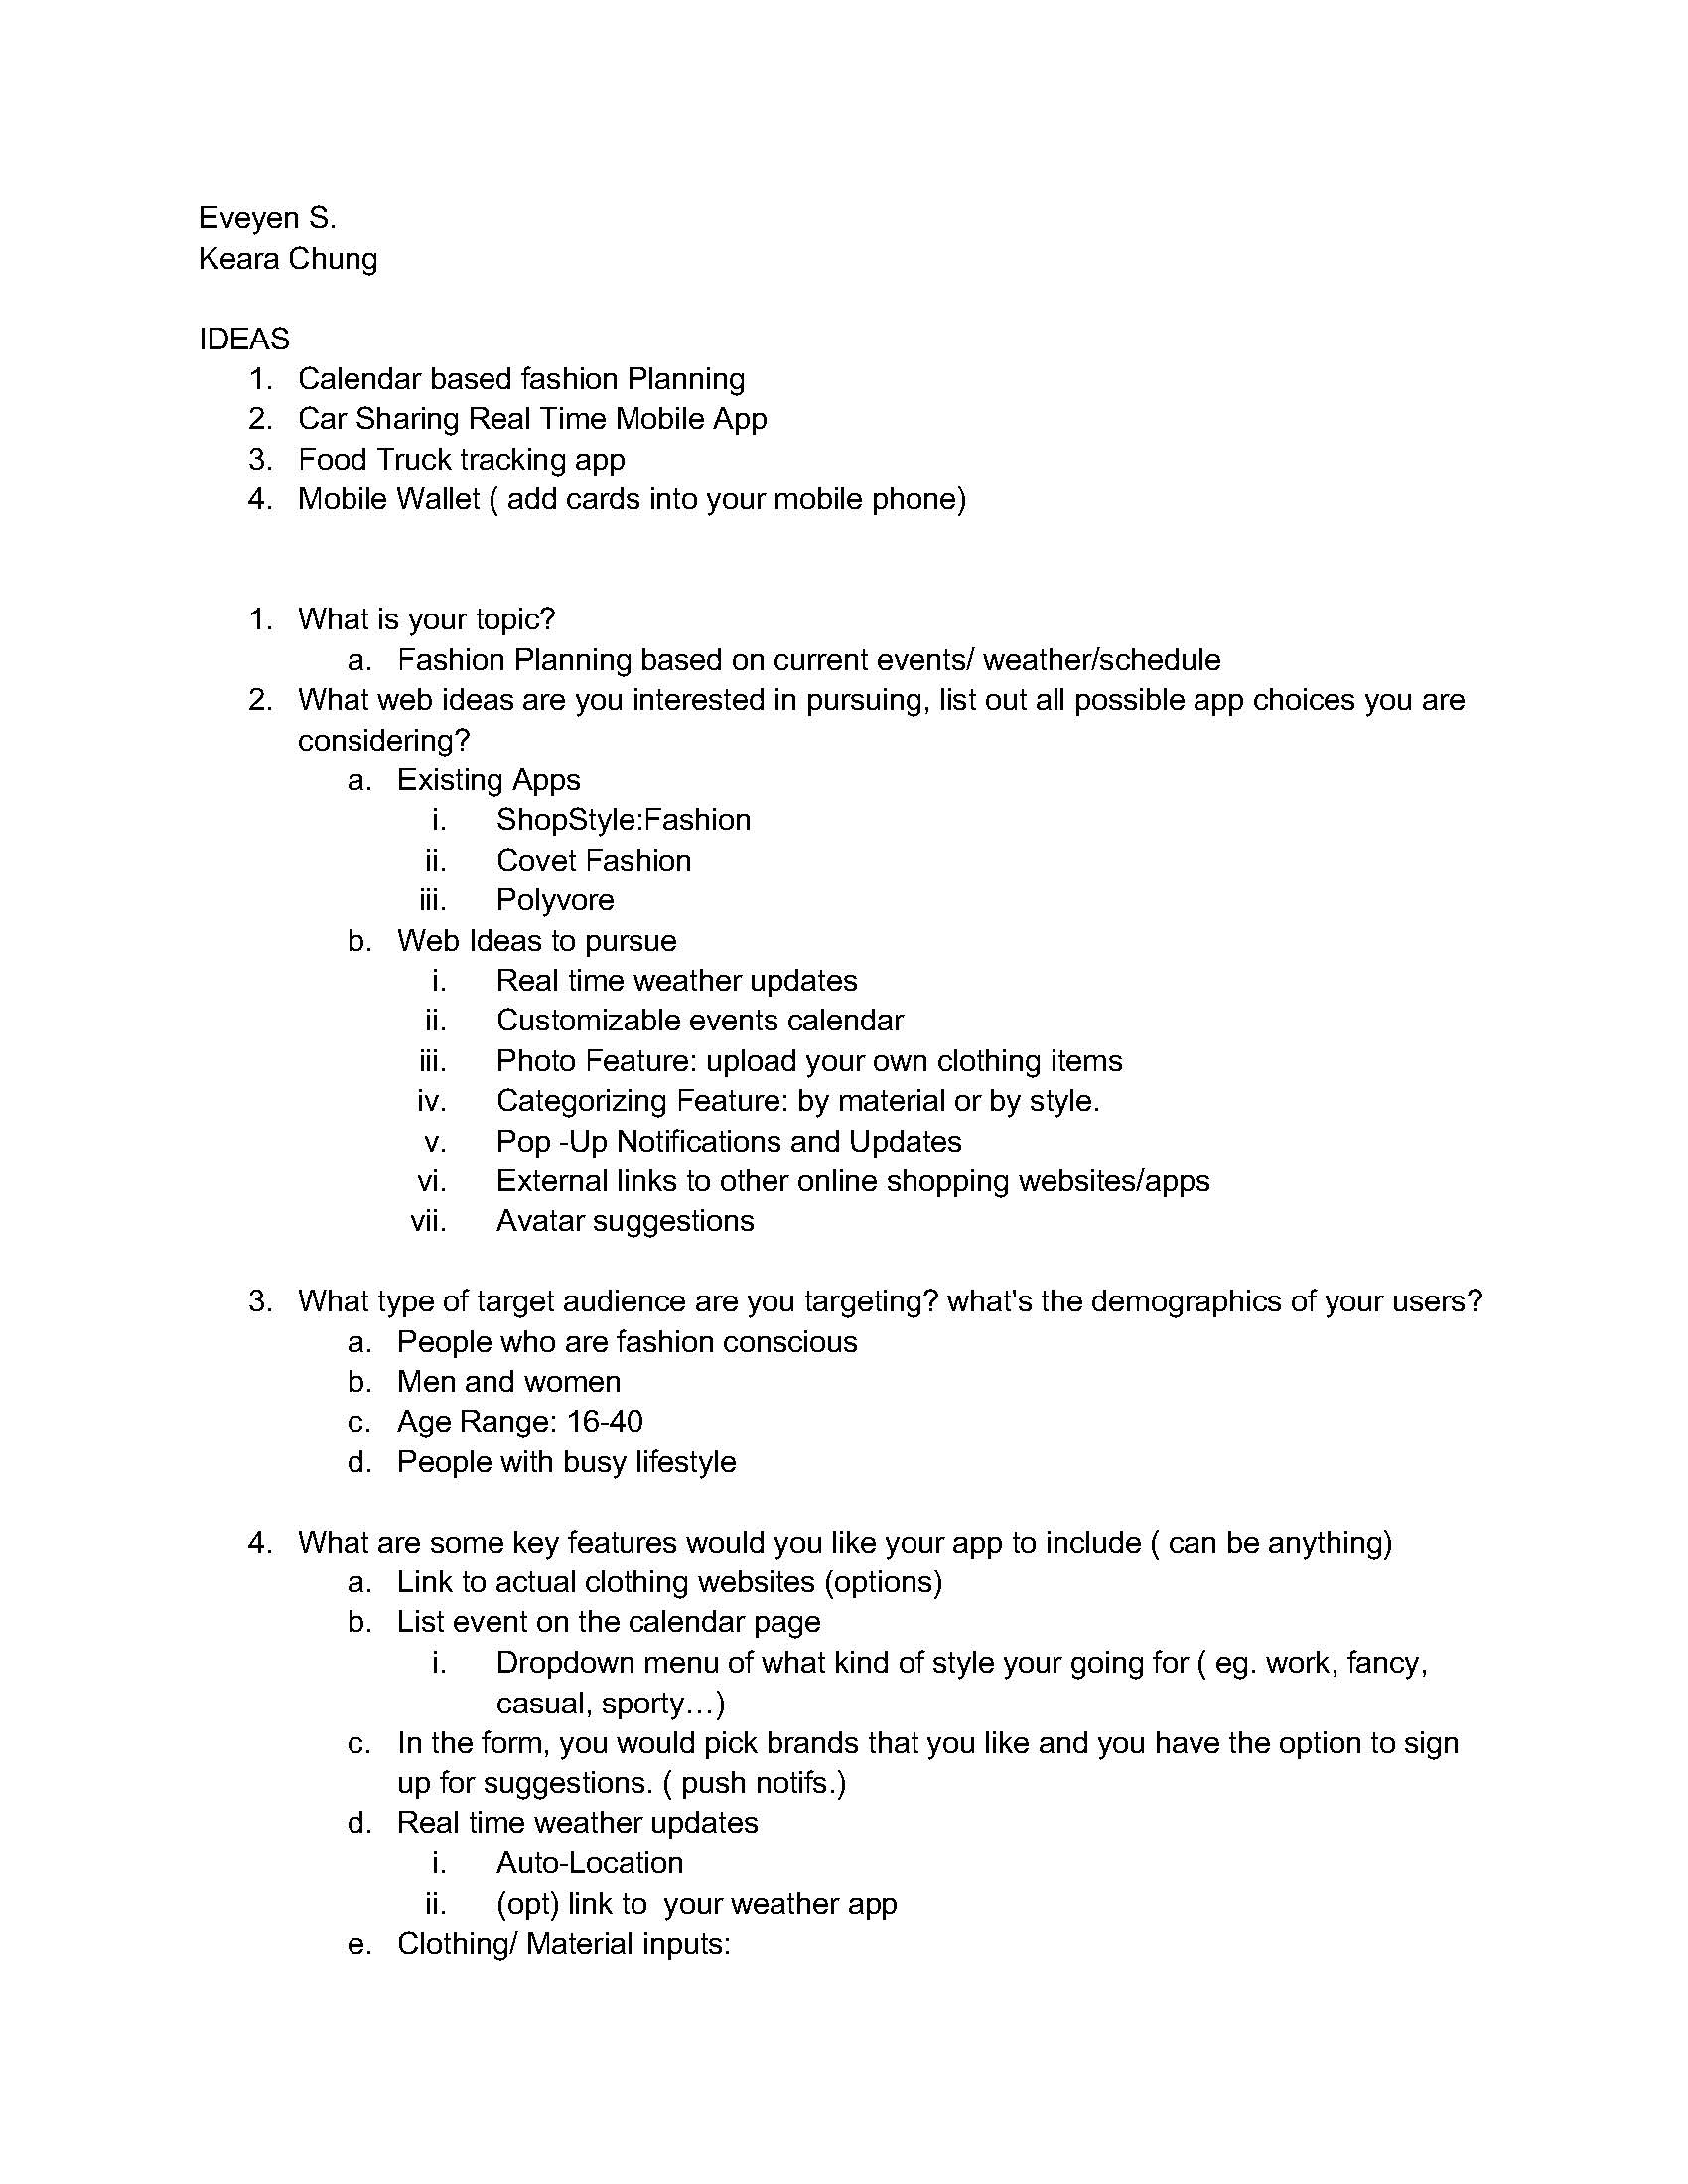 Eveyen S.
Keara Chung
IDEAS
1. Calendar based fashion Planning
2. Car Sharing Real Time Mobile App
3. Food Truck tracking app
4. Mobile Wallet ( add cards into your mobile phone)
1. What is your topic?
a. Fashion Planning based on current events/ weather/schedule
2. What web ideas are you interested in pursuing, list out all possible app choices you are
considering?
a. Existing Apps
i. ShopStyle:Fashion
ii. Covet Fashion
iii. Polyvore
b. Web Ideas to pursue
i. Real time weather updates
ii. Customizable events calendar
iii. Photo Feature: upload your own clothing items
iv. Categorizing Feature: by material or by style.
v. Pop -Up Notifications and Updates
vi. External links to other online shopping websites/apps
vii. Avatar suggestions
3. What type of target audience are you targeting? what's the demographics of your users?
a. People who are fashion conscious
b. Men and women
c. Age Range: 16-40
d. People with busy lifestyle
4. What are some key features would you like your app to include ( can be anything)
a. Link to actual clothing websites (options)
b. List event on the calendar page
i. Dropdown menu of what kind of style your going for ( eg. work, fancy,
casual, sporty…)
c. In the form, you would pick brands that you like and you have the option to sign
up for suggestions. ( push notifs.)
d. Real time weather updates
i. Auto-Location
ii. (opt) link to  your weather app
e. Clothing/ Material inputs: